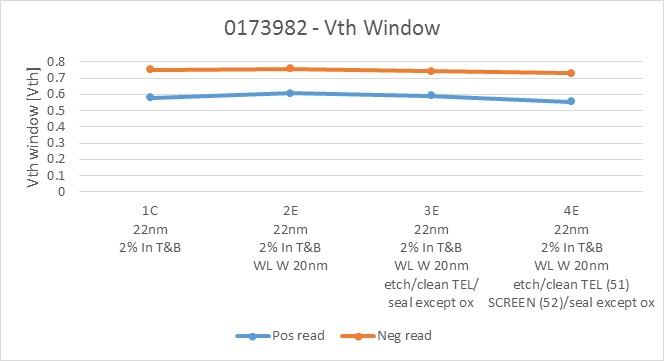 0173982 - Vth Window
Vth window [Vth]
0.8
0.7
0.6
0.5
0.4
0.3
0.2
0.1
0
1C
22nm
2% In T&B
2E
22nm
2% In T&B
WL W 20nm
3E
22nm
2% In T&B
WL W 20nm
etch/clean TEL/
seal except ox
4E
22nm
2% In T&B
WL W 20nm
etch/clean TEL (51)
SCREEN (52)/seal except ox
Pos read
Neg read